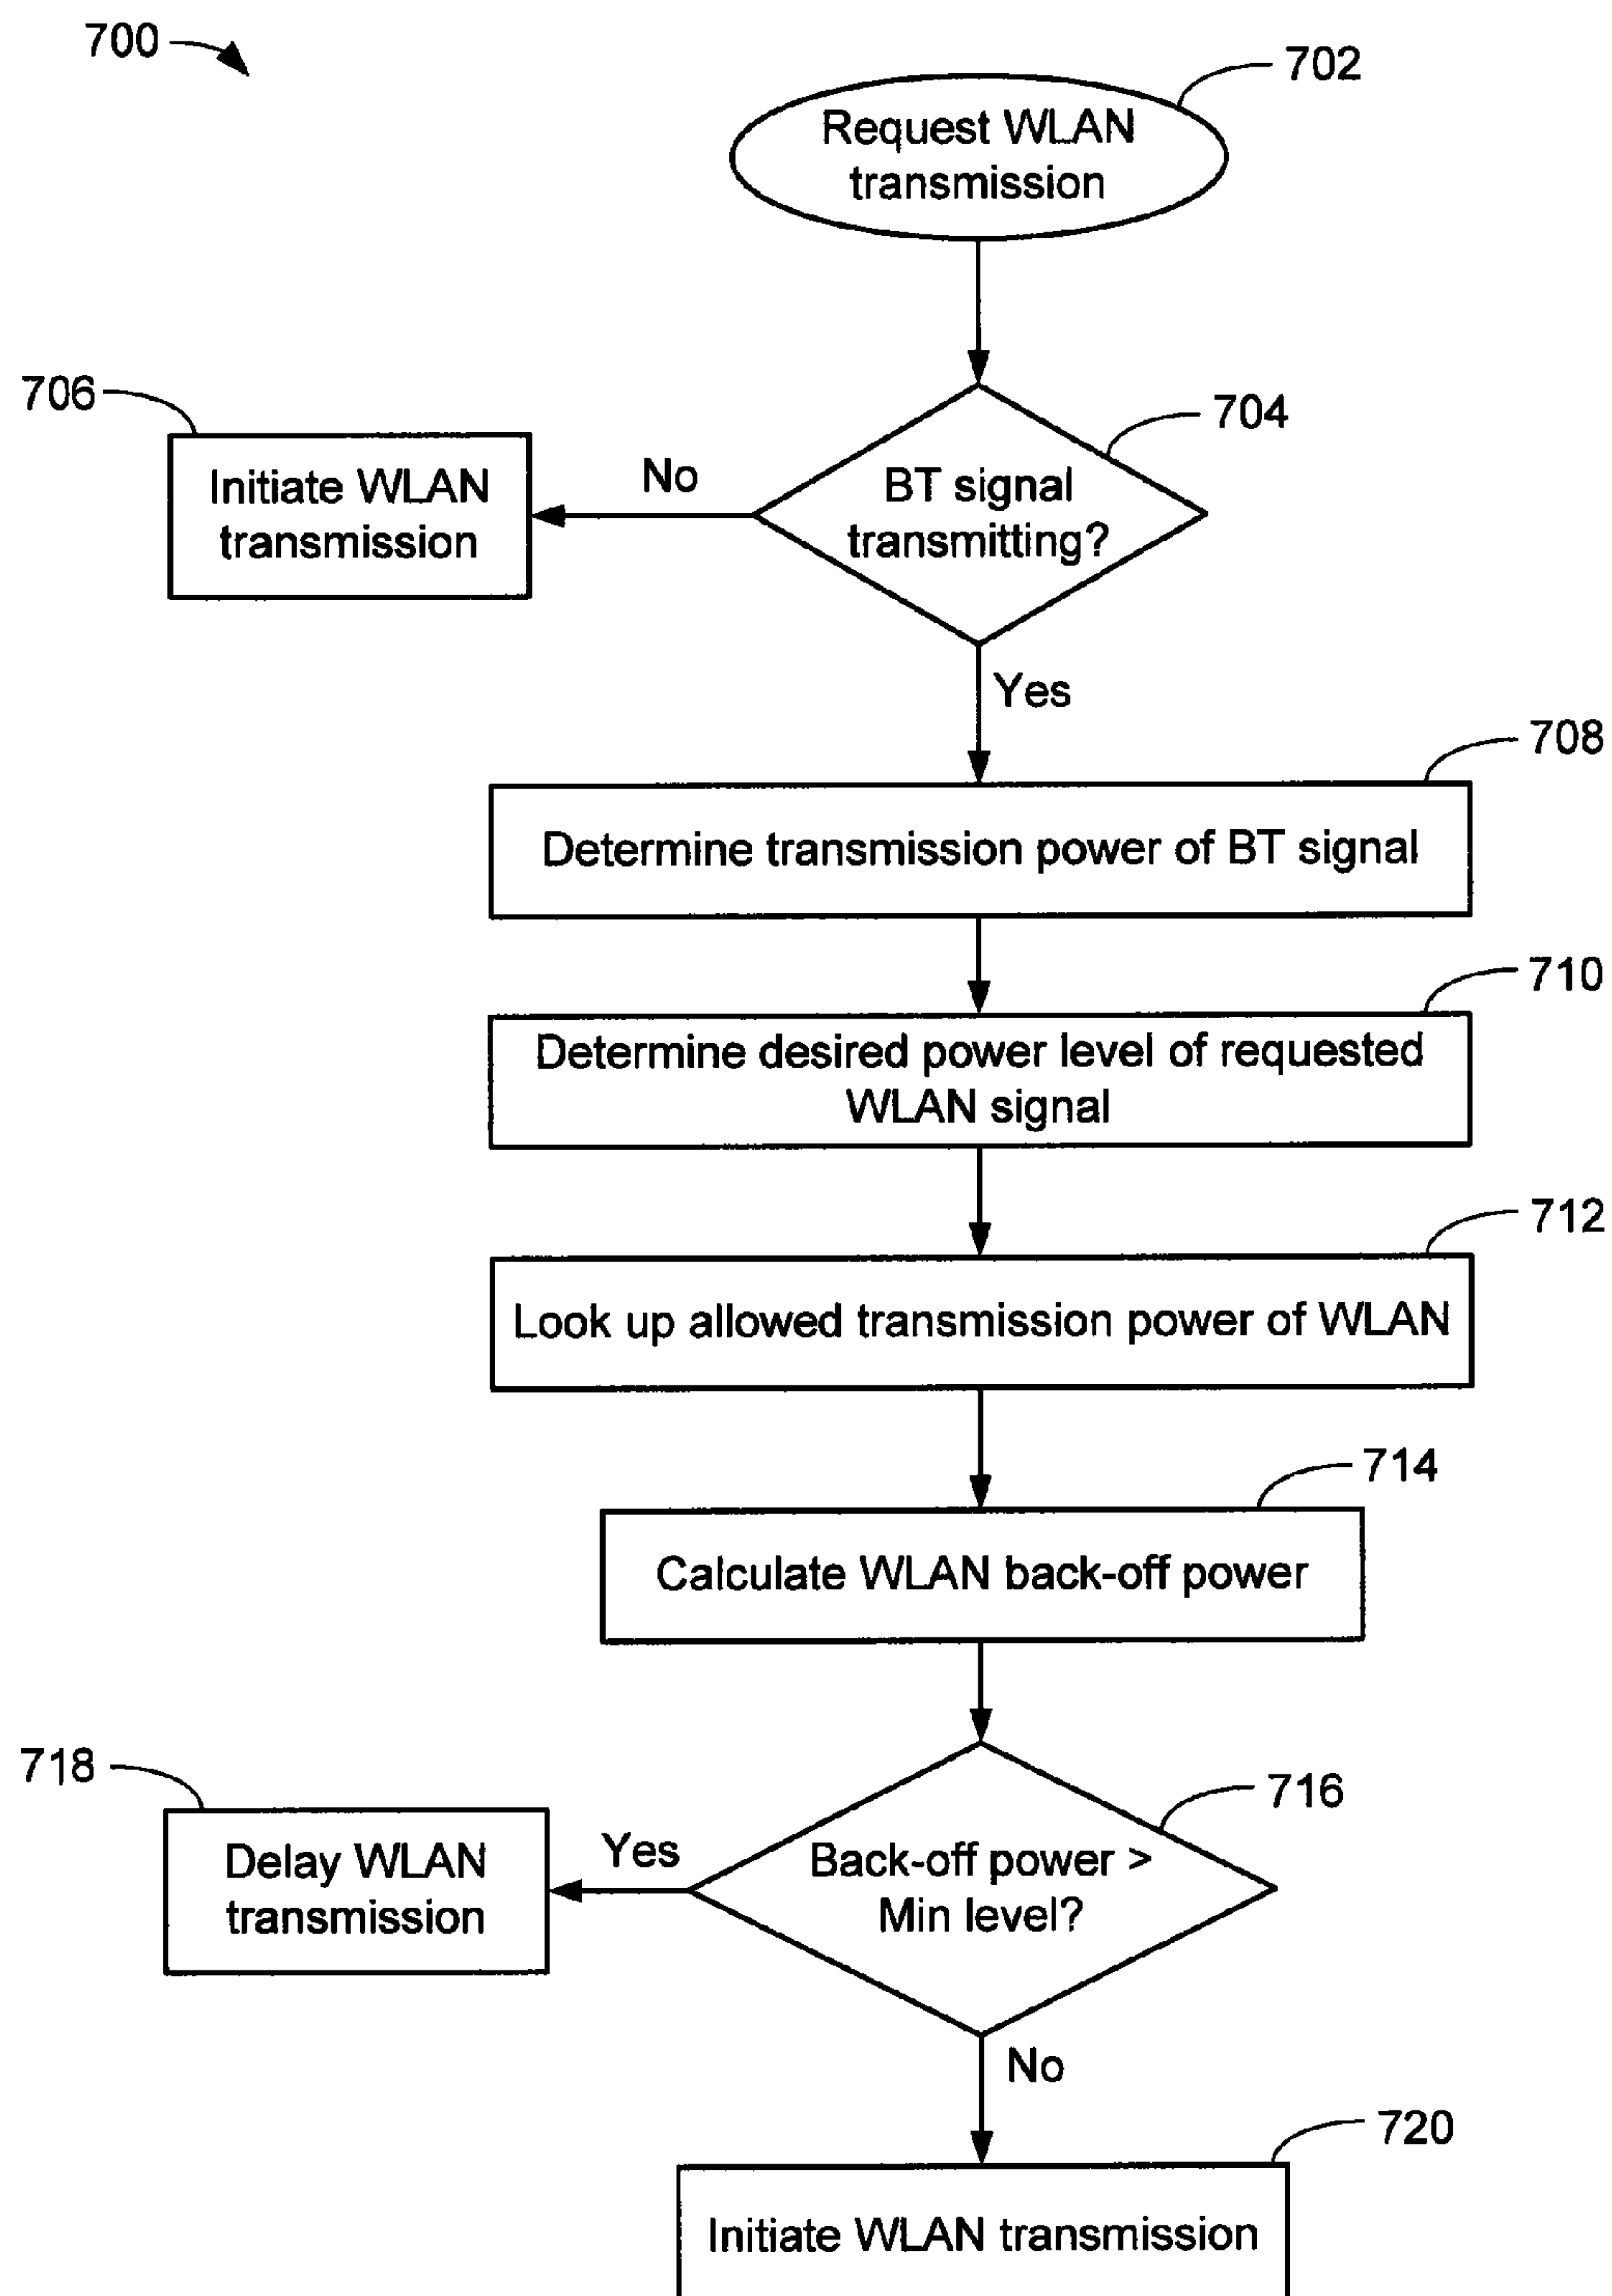 700
702
Request WLAN
transmission
706
704
Initiate WLAN
transmission
No
BT signal
transmitting?
Yes
708
Determine transmission power of BT signal
710
Determine desired power level of requested
WLAN signal
712
Look up allowed transmission power of WLAN
714
Calculate WLAN back-off power
718
716
Delay WLAN
transmission
Yes
Back-off power >
Min level?
No
720
Initiate WLAN transmission